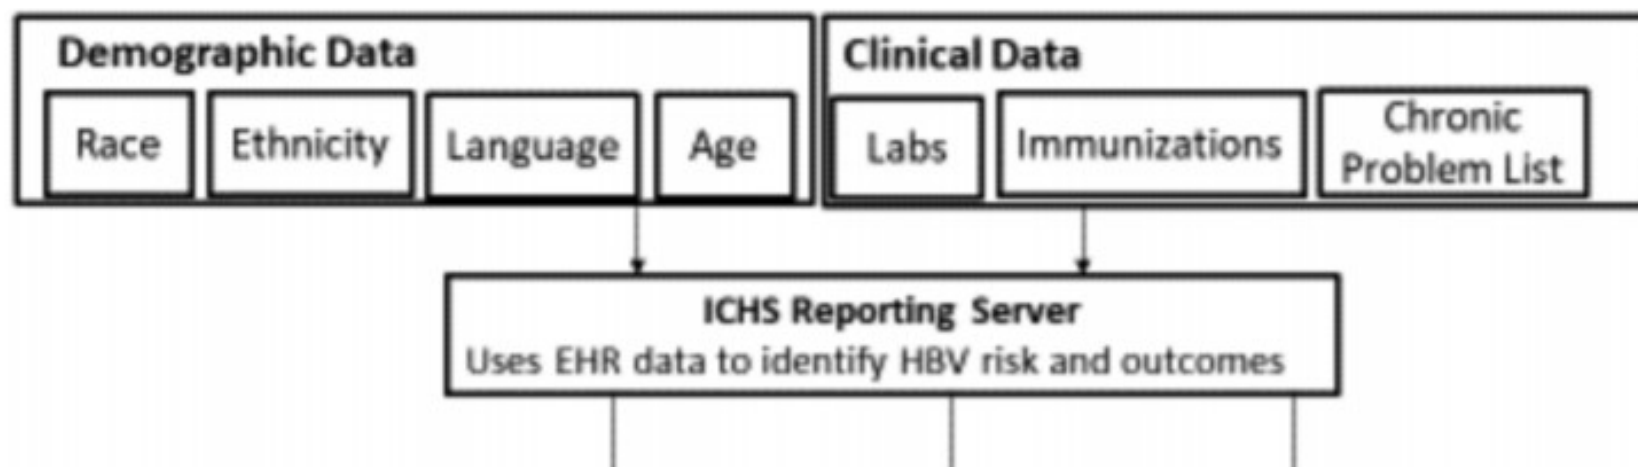 Demographic Data
Race
Ethnicity
Language
Age
Clinical Data
Labs
Immunizations
Chronic
Problem List
ICHS Reporting Server
Uses EHR data to identify HBV risk and outcomes